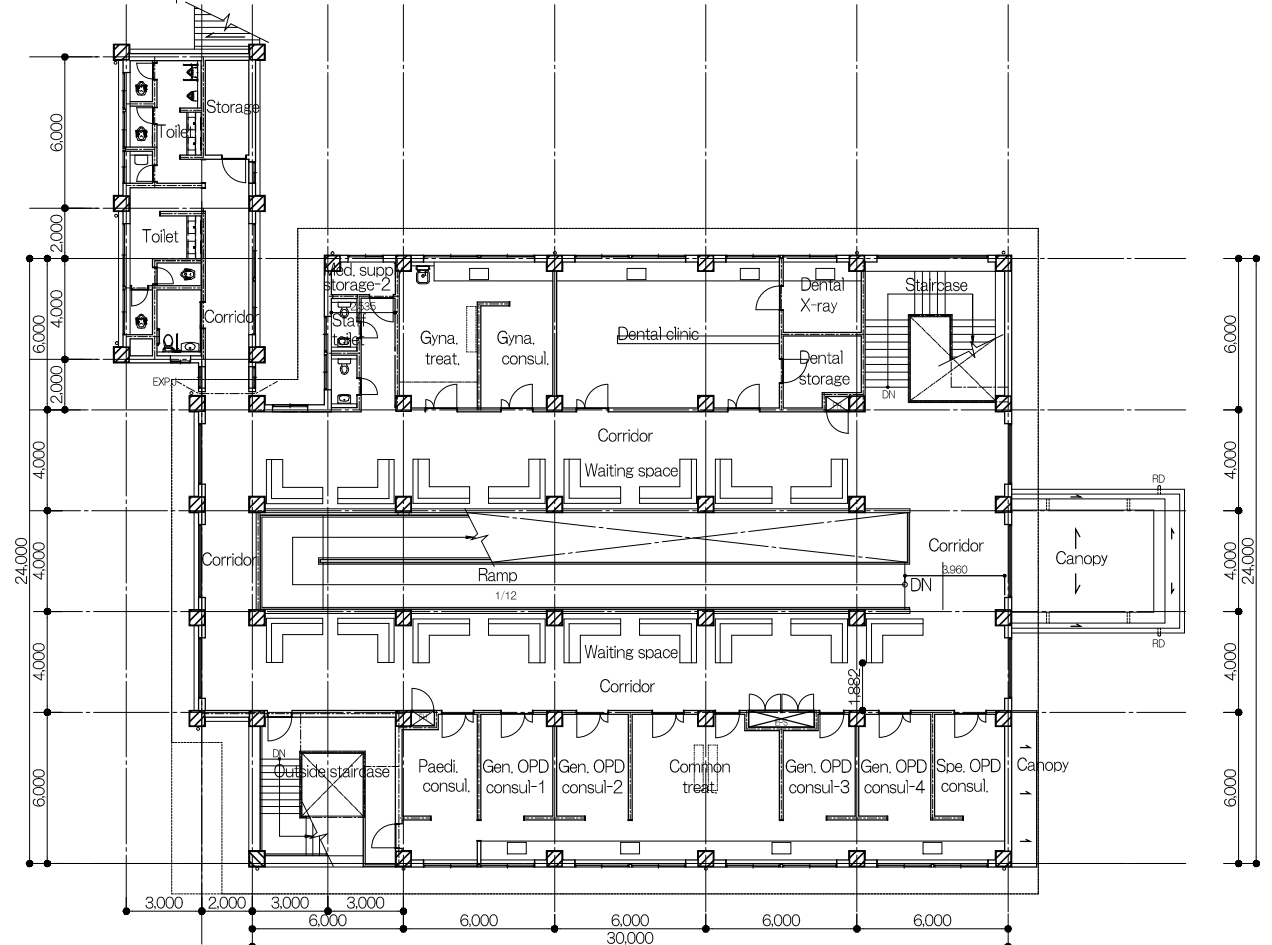 Storage
6,000
Toilet
2,000
Toilet
Med. supp
storage-2
2,535
Staff
toilet
Staircase
Dental
X-ray
4,000
6,000
Corridor
Gyna.
treat.
Gyna.
consul.
Dental clinic
Dental
storage
6,000
2,000
EXP.J
DN
Corridor
4,000
Waiting space
4,000
RD
24,000
4,000
Corridor
Corridor
Canopy
4,000
24,000
Ramp
3,960
1/12
DN
RD
4,000
Waiting space
4,000
Corridor
1,882
DN
Outside staircase
Paedi.
consul.
Gen. OPD
consul-1
Gen. OPD
consul-2
Common
treat.
Gen. OPD
consul-3
Gen. OPD
consul-4
Spe. OPD
consul.
Canopy
6,000
6,000
3,000
2,000
3,000
3,000
6,000
6,000
6,000
6,000
6,000
30,000